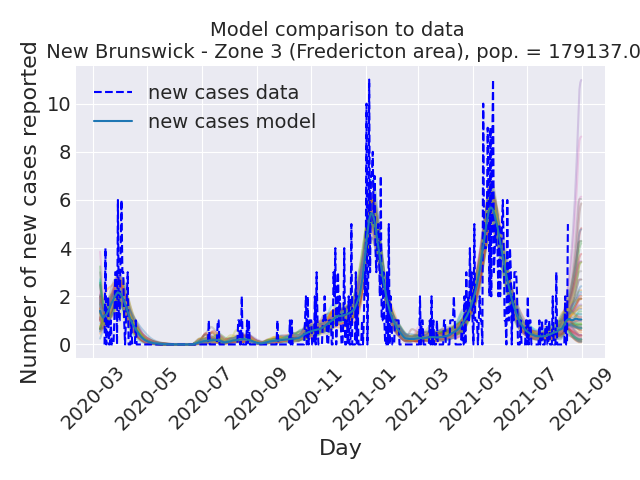 Model comparison to data
New Brunswick - Zone 3 (Fredericton area), pop. = 179137.0
Number of new cases reported
10
8
6
4
2
0
new cases data
new cases model
2020-03
2020-05
2020-07
2020-09
2020-11
2021-01
2021-03
2021-05
2021-07
2021-09
Day